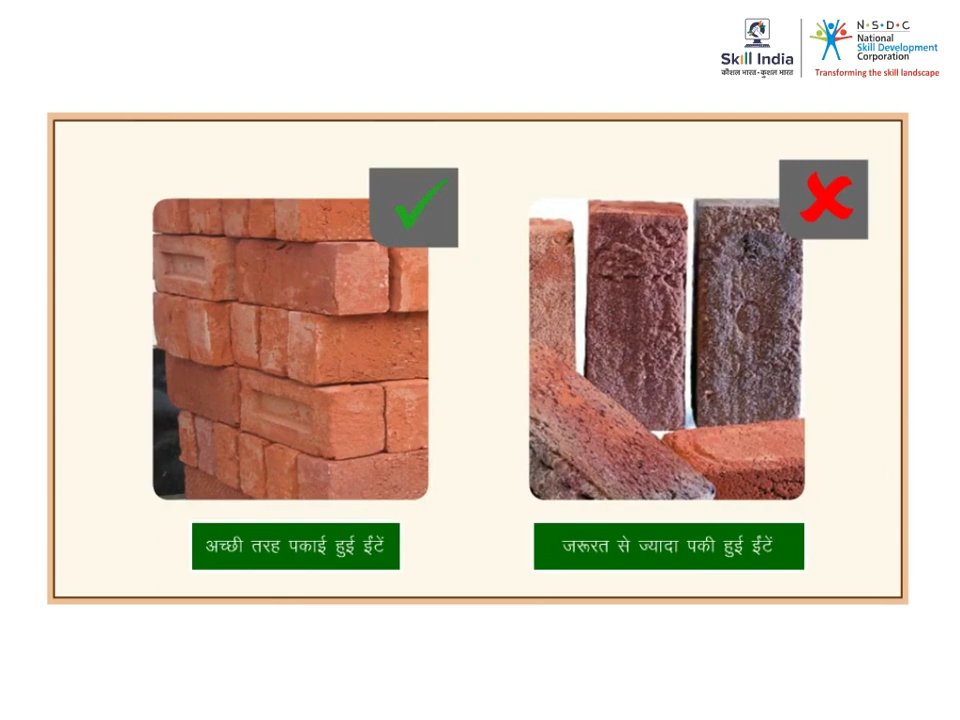 Skill India
कौशल भारत - कुशल भारत
N·S·D·C
National
Skill Development
Corporation
Transforming the skill landscape
अच्छी तरह पकाई हुई ईंटें
जरूरत से ज्यादा पकी हुई ईंटें